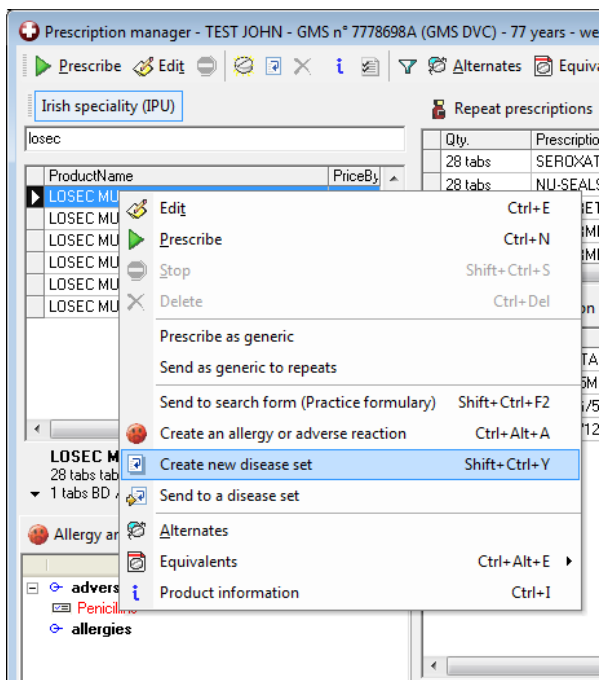 Prescription manager - TEST JOHN - GMS n° 7778698A (GMS DVC) - 77 years - we
Prescribe Edit Alternates Equiva
Irish speciality (IPU)
Repeat prescriptions
losec
Qty. Prescriptio
28 tabs SEROXAT
ProductName PriceBy
28 tabs NU-SEALS
LOSEC MU
LOSEC MU
LOSEC MU
LOSEC MU
LOSEC MU
LOSEC MU
Edit Ctrl+E
Prescribe Ctrl+N
Stop Shift+Ctrl+S
Delete Ctrl+Del
Prescribe as generic
Send as generic to repeats
Send to search form (Practice formulary) Shift+Ctrl+F2
Create an allergy or adverse reaction Ctrl+Alt+A
Create new disease set Shift+Ctrl+Y
Send to a disease set
Alternates
Equivalents Ctrl+Alt+E
Product information Ctrl+I
LOSEC M
28 tabs tab
1 tabs BD
Allergy an
advers
Penicillins
allergies